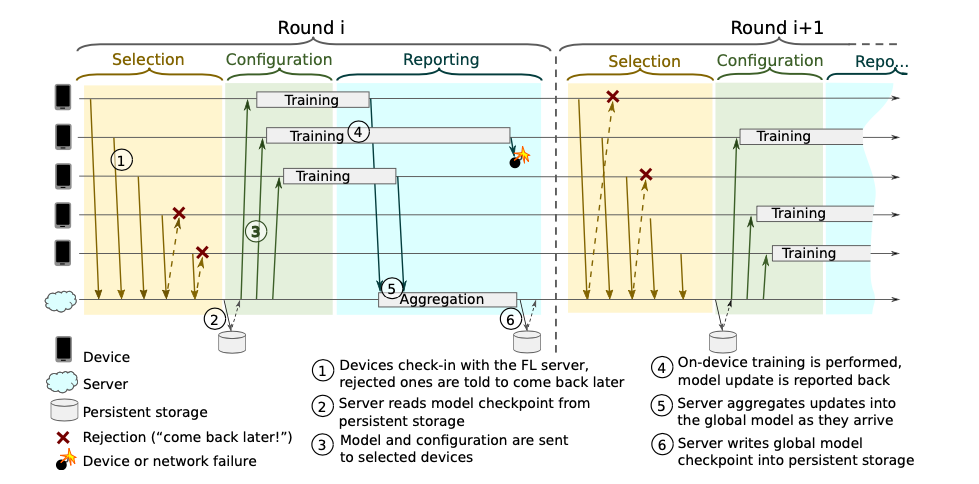 Round i
Round i+1
Selection
Configuration
Reporting
Selection
Configuration
Repo...
Training
Training
4
Training
1
Training
Training
3
Training
Training
5
Aggregation
2
6
Device
Server
Persistent storage
Rejection (“come back later!”)
Device or network failure
1 Devices check-in with the FL server,
rejected ones are told to come back later
2 Server reads model checkpoint from
persistent storage
3 Model and configuration are sent
to selected devices
4 On-device training is performed,
model update is reported back
5 Server aggregates updates into
the global model as they arrive
6 Server writes global model
checkpoint into persistent storage